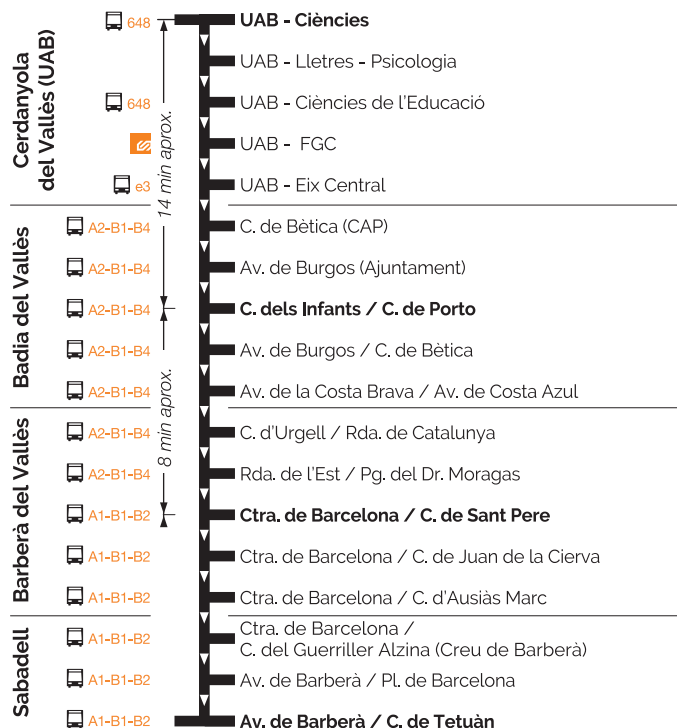 Cerdanyola
del Vallès (UAB)
648
UAB - Ciències
UAB - Lletres - Psicologia
648
UAB - Ciències de l'Educació
UAB - FGC
e3
UAB - Eix Central
14 min aprox.
Badia del Vallès
A2-B1-B4
C. de Bètica (CAP)
A2-B1-B4
Av. de Burgos (Ajuntament)
A2-B1-B4
C. dels Infants / C. de Porto
A2-B1-B4
Av. de Burgos / C. de Bètica
A2-B1-B4
Av. de la Costa Brava / Av. de Costa Azul
8 min aprox.
Barberà del Vallès
A2-B1-B4
C. d'Urgell / Rda. de Catalunya
A2-B1-B4
Rda. de l'Est / Pg. del Dr. Moragas
A1-B1-B2
Ctra. de Barcelona / C. de Sant Pere
A1-B1-B2
Ctra. de Barcelona / C. de Juan de la Cierva
A1-B1-B2
Ctra. de Barcelona / C. d'Ausiàs Marc
Sabadell
A1-B1-B2
Ctra. de Barcelona /
C. del Guerriller Alzina (Creu de Barberà)
A1-B1-B2
Av. de Barberà / Pl. de Barcelona
A1-B1-B2
Av. de Barberà / C. de Tetuàn